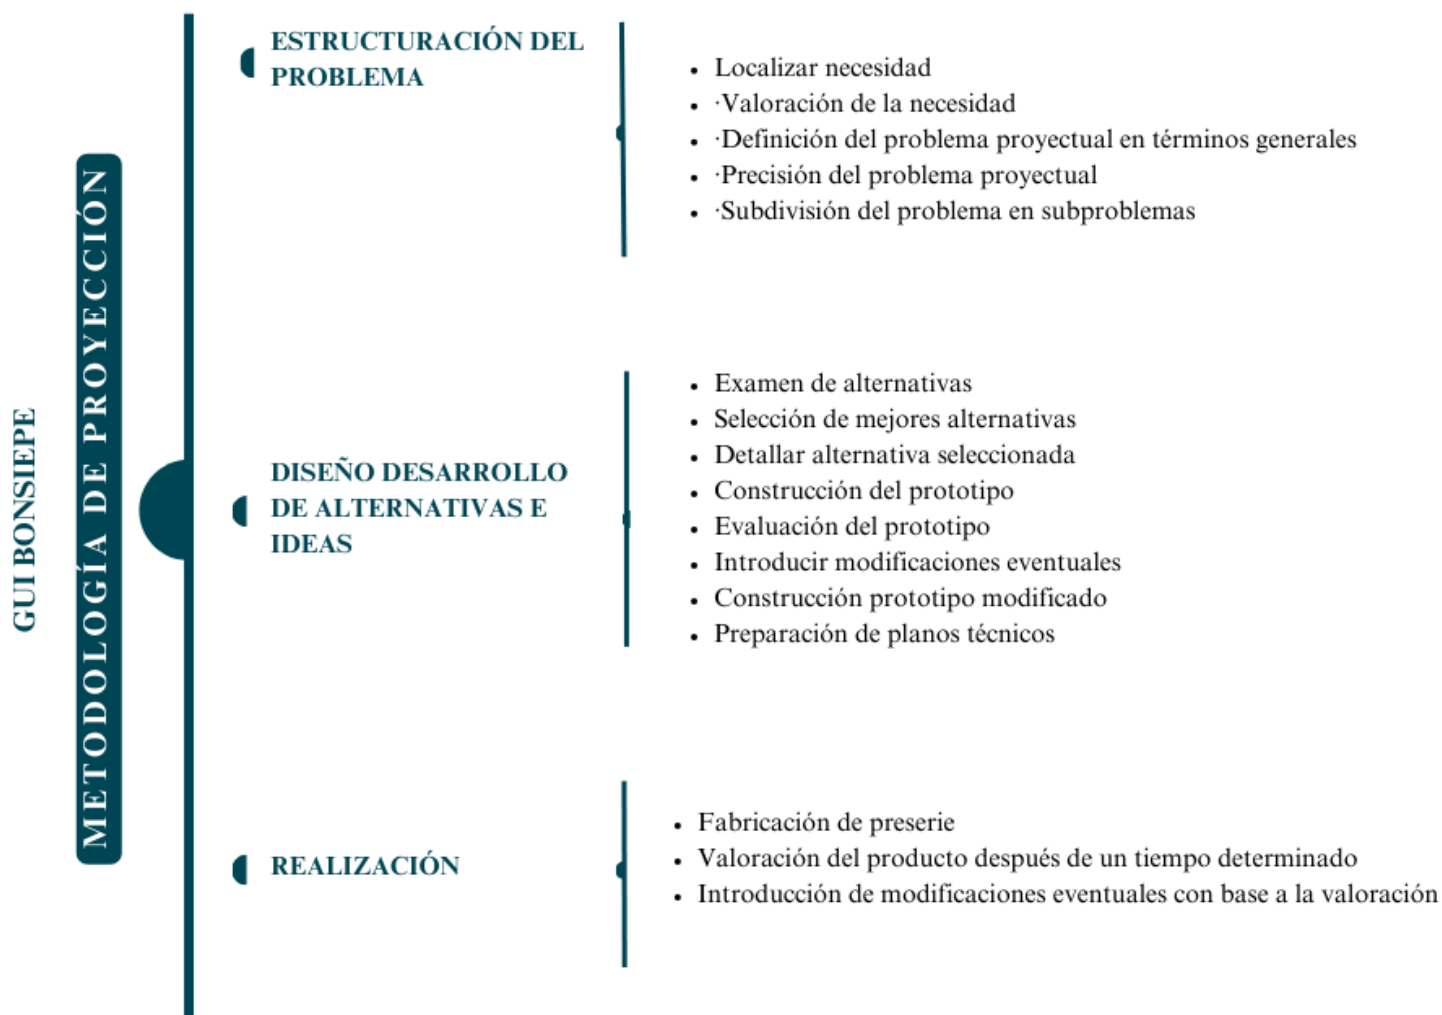 GUI BONSIEPE
METODOLOGÍA DE PROYECCIÓN
ESTRUCTURACIÓN DEL
PROBLEMA
• Localizar necesidad
• ·Valoración de la necesidad
• ·Definición del problema proyectual en términos generales
• ·Precisión del problema proyectual
• ·Subdivisión del problema en subproblemas
DISEÑO DESARROLLO
DE ALTERNATIVAS E
IDEAS
• Examen de alternativas
• Selección de mejores alternativas
• Detallar alternativa seleccionada
• Construcción del prototipo
• Evaluación del prototipo
• Introducir modificaciones eventuales
• Construcción prototipo modificado
• Preparación de planos técnicos
REALIZACIÓN
• Fabricación de preserie
• Valoración del producto después de un tiempo determinado
• Introducción de modificaciones eventuales con base a la valoración